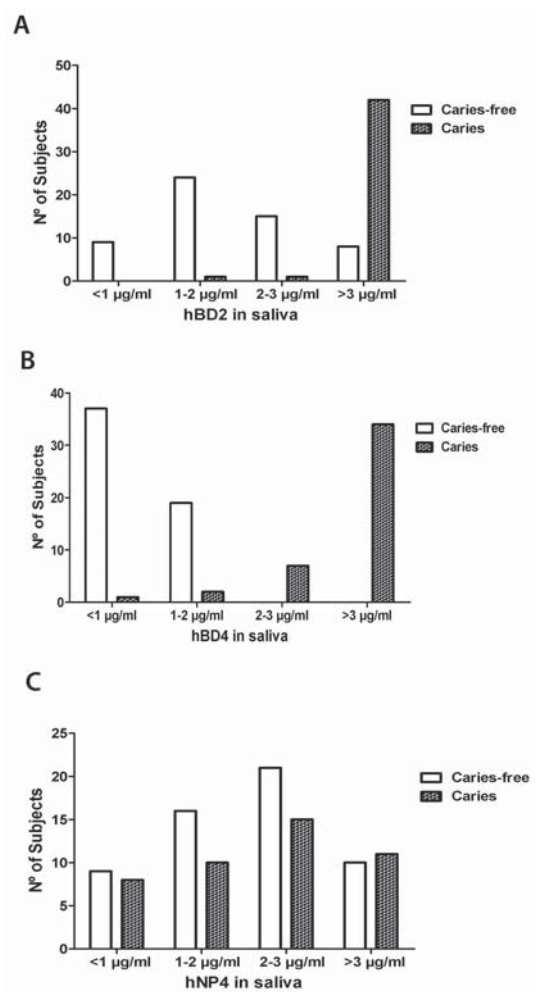 A
50
40
30
20
10
0
Nº of Subjects
Caries-free
Caries
<1 µg/ml 1-2 µg/ml 2-3 µg/ml >3 µg/ml
hBD2 in saliva
B
40
30
20
10
0
Nº of Subjects
Caries-free
Caries
<1 µg/ml 1-2 µg/ml 2-3 µg/ml >3 µg/ml
hBD4 in saliva
C
25
20
15
10
5
0
Nº of Subjects
Caries-free
Caries
<1 µg/ml 1-2 µg/ml 2-3 µg/ml >3 µg/ml
hNP4 in saliva